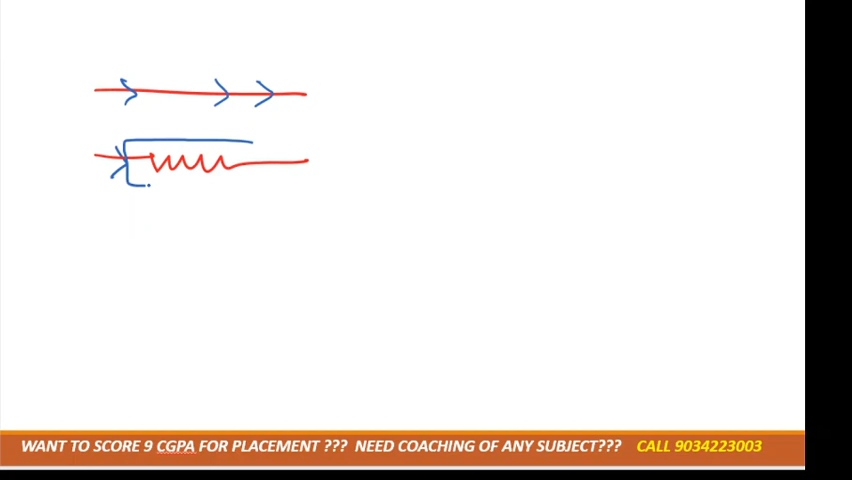 WANT TO SCORE 9 CGPA FOR PLACEMENT ??? NEED COACHING OF ANY SUBJECT??? CALL 9034223003